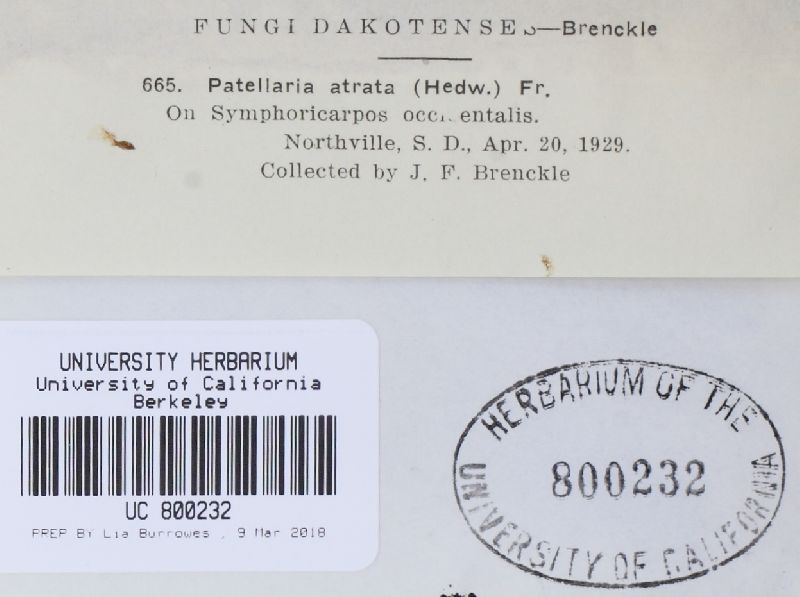 FUNGI DAKOTENSES—Brenckle
665. Patellaria atrata (Hedw.) Fr.
On Symphoricarpos occi entalis.
Northville, S. D., Apr. 20, 1929.
Collected by J. F. Brenckle
UNIVERSITY HERBARIUM
University of California
Berkeley
UC 800232
PREP BY Lia Burrowes , 9 Mar 2018
HERBARIUM OF THE
800232
UNIVERSITY OF CALIFORNIA